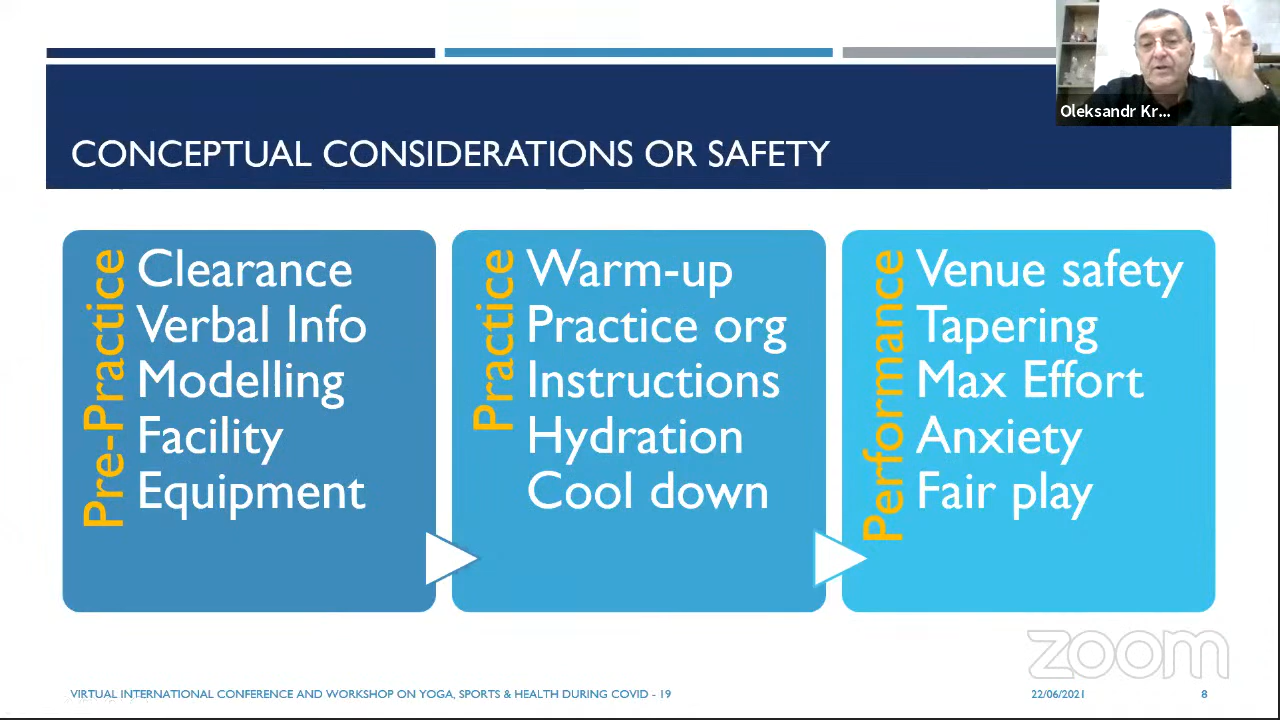 Oleksandr Kr...
CONCEPTUAL CONSIDERATIONS OR SAFETY
Pre-Practice
Clearance
Verbal Info
Modelling
Facility
Equipment
Practice
Warm-up
Practice org
Instructions
Hydration
Cool down
Performance
Venue safety
Tapering
Max Effort
Anxiety
Fair play
zoom
VIRTUAL INTERNATIONAL CONFERENCE AND WORKSHOP ON YOGA, SPORTS & HEALTH DURING COVID - 19
22/06/2021
8